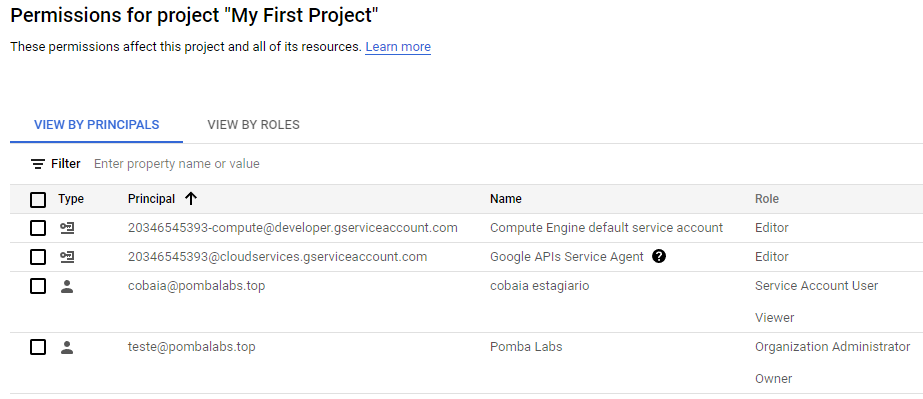 Permissions for project "My First Project"
These permissions affect this project and all of its resources. Learn more
VIEW BY PRINCIPALS VIEW BY ROLES
Filter Enter property name or value
Type Principal Name Role
20346545393-compute@developer.gserviceaccount.com Compute Engine default service account Editor
20346545393@cloudservices.gserviceaccount.com Google APIs Service Agent ? Editor
cobaia@pombalabs.top cobaia estagiario Service Account User
Viewer
teste@pombalabs.top Pomba Labs Organization Administrator
Owner